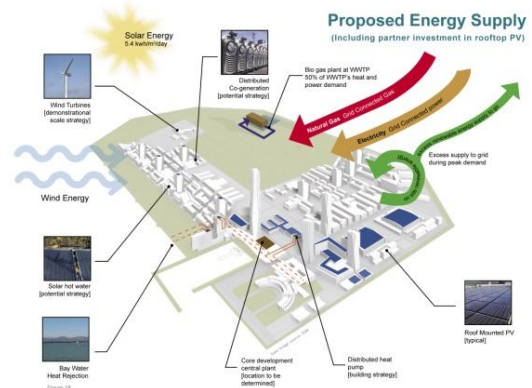 Proposed Energy Supply
(Including partner investment in rooftop PV)
Solar Energy
5.4 kwh/m²/day
Wind Turbines
[demonstrational
scale strategy]
Distributed
Co-generation
[potential strategy]
Bio gas plant at WWTP
50% of WWTP's heat and
power demand
Natural Gas Grid Connected Gas
Electricity Grid Connected power
Excess supply to grid
during peak demand
Wind Energy
Solar hot water
[potential strategy]
Roof Mounted PV
[typical]
Bay Water
Heat Rejection
Core development
central plant
[location to be
determined]
Distributed heat
pump
[building strategy]